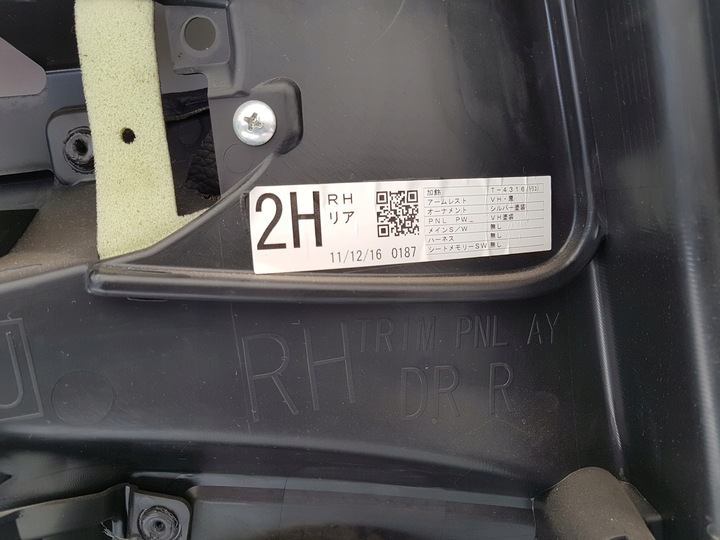 2H
RH
リア
11/12/16 0187
加飾 T-4316
アームレスト VH・席
オーナメント シルバー塗装
PNL PW VH塗装
メインS/W 無し
ハーネス 無し
シートメモリーSW 無し
RH TRIM PNL AY
DR R
U